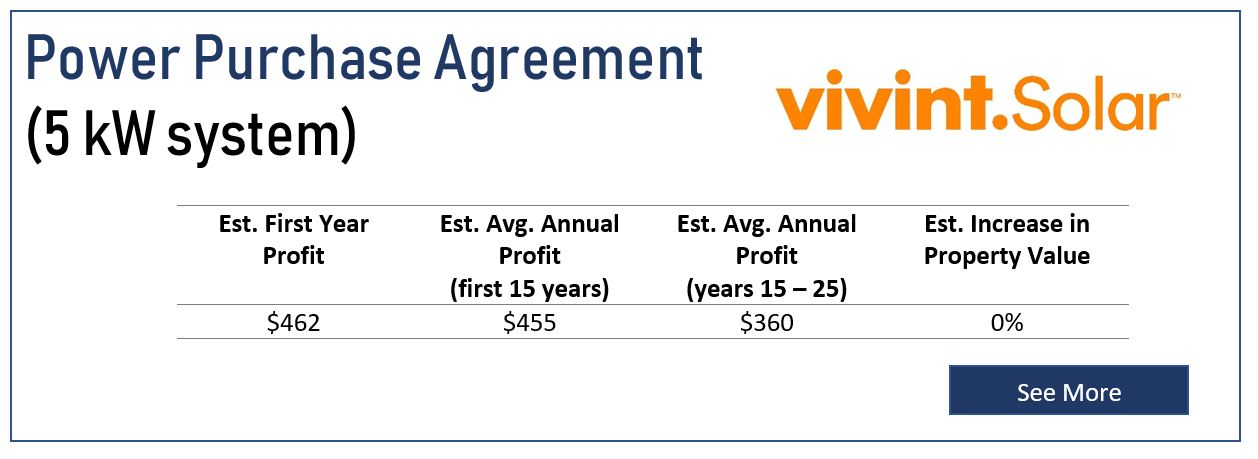 Power Purchase Agreement
(5 kW system)
vivint.Solar™
Est. First Year Profit
Est. Avg. Annual Profit (first 15 years)
Est. Avg. Annual Profit (years 15 – 25)
Est. Increase in Property Value
$462
$455
$360
0%
See More